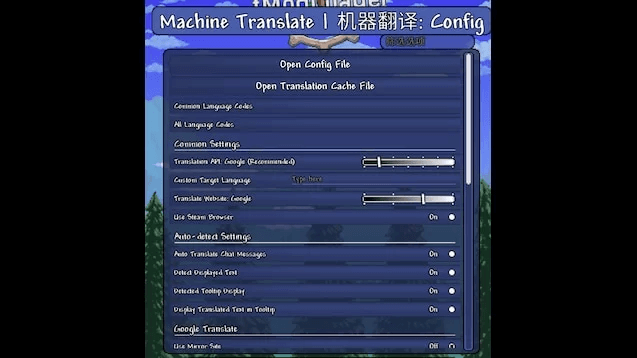 tModLoader
Machine Translate | 机器翻译: Config
Open Config File
Open Translation Cache File
Common Language Codes
All Language Codes
Common Settings
Translation API: Google (Recommended)
Custom Target Language Type here
Translate Website: Google
Use Steam Browser On
Auto-detect Settings
Auto Translate Chat Messages On
Detect Displayed Text On
Detected Tooltip Display On
Display Translated Text in Tooltip On
Google Translate
Use Mirror Site Off